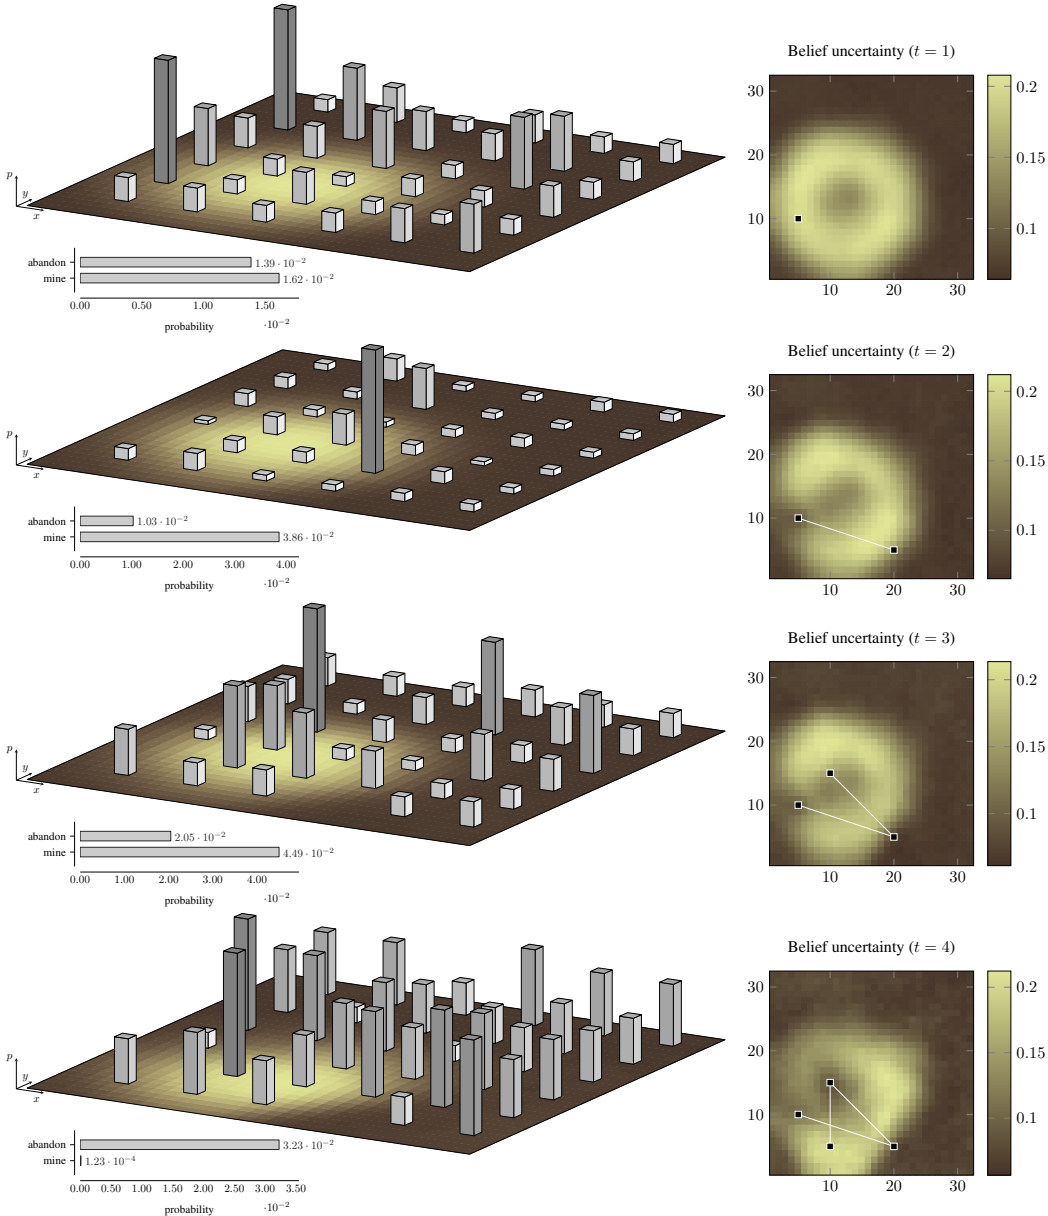 Belief uncertainty (t = 1)
p
y
x
30
20
10
10 20 30
0.2
0.15
0.1
abandon 1.39 · 10⁻²
mine 1.62 · 10⁻²
0.00 0.50 1.00 1.50
probability ·10⁻²
Belief uncertainty (t = 2)
p
y
x
30
20
10
10 20 30
0.2
0.15
0.1
abandon 1.03 · 10⁻²
mine 3.86 · 10⁻²
0.00 1.00 2.00 3.00 4.00
probability ·10⁻²
Belief uncertainty (t = 3)
p
y
x
30
20
10
10 20 30
0.2
0.15
0.1
abandon 2.05 · 10⁻²
mine 4.49 · 10⁻²
0.00 1.00 2.00 3.00 4.00
probability ·10⁻²
Belief uncertainty (t = 4)
p
y
x
30
20
10
10 20 30
0.2
0.15
0.1
abandon 3.23 · 10⁻²
mine 1.23 · 10⁻⁴
0.00 0.50 1.00 1.50 2.00 2.50 3.00 3.50
probability ·10⁻²